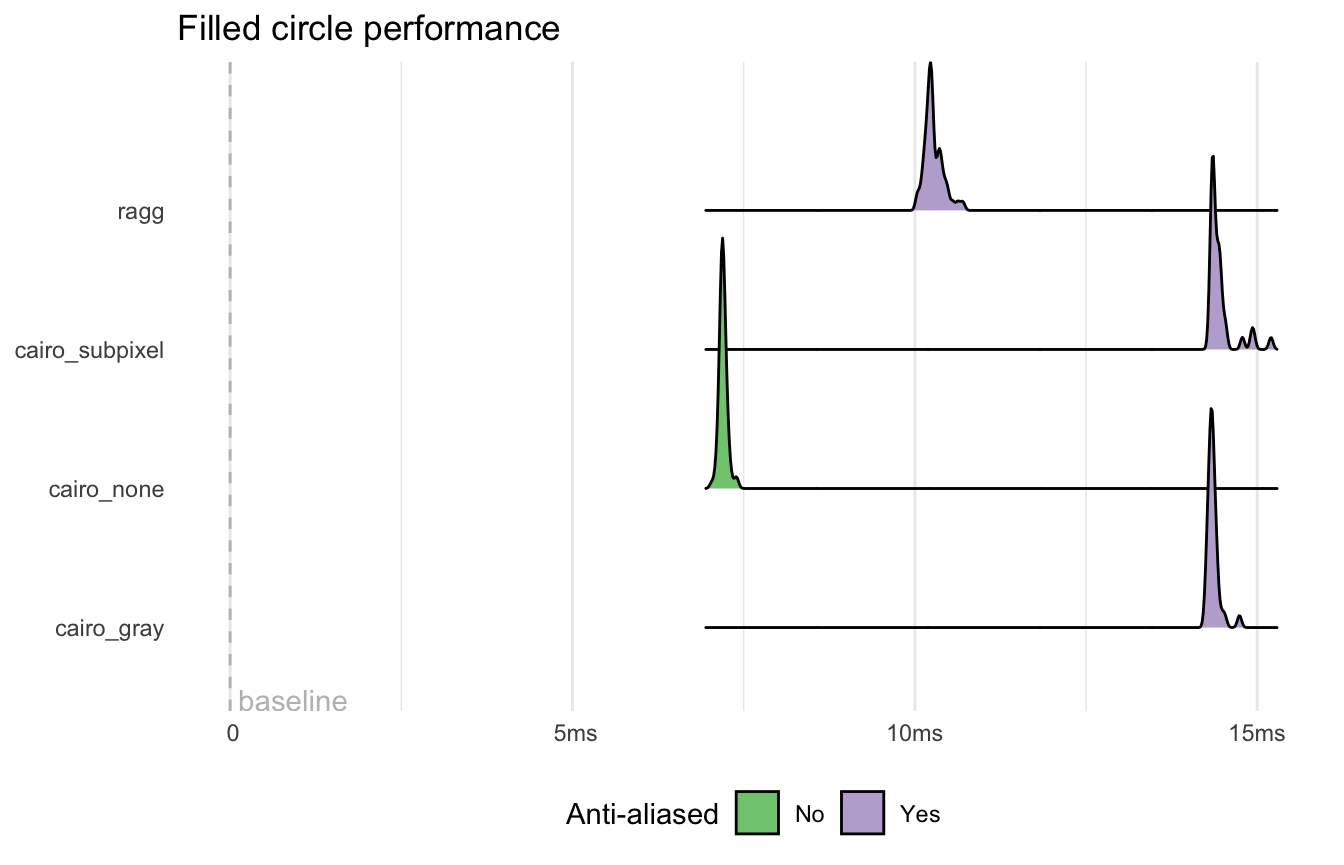 Filled circle performance
ragg
cairo_subpixel
cairo_none
cairo_gray
baseline
0 5ms 10ms 15ms
Anti-aliased No Yes